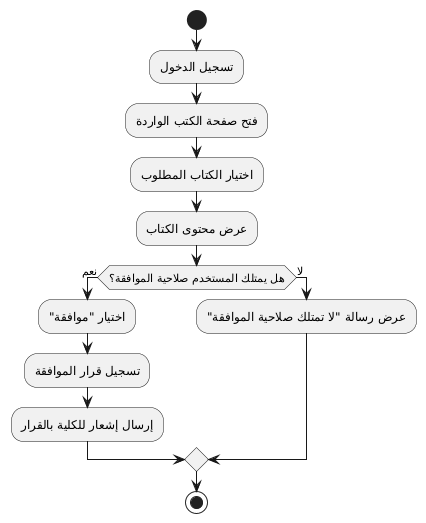 تسجيل الدخول
فتح صفحة الكتب الواردة
اختيار الكتاب المطلوب
عرض محتوى الكتاب
هل يمتلك المستخدم صلاحية الموافقة؟
نعم
لا
اختيار "موافقة"
عرض رسالة "لا تمتلك صلاحية الموافقة"
تسجيل قرار الموافقة
إرسال إشعار للكلية بالقرار